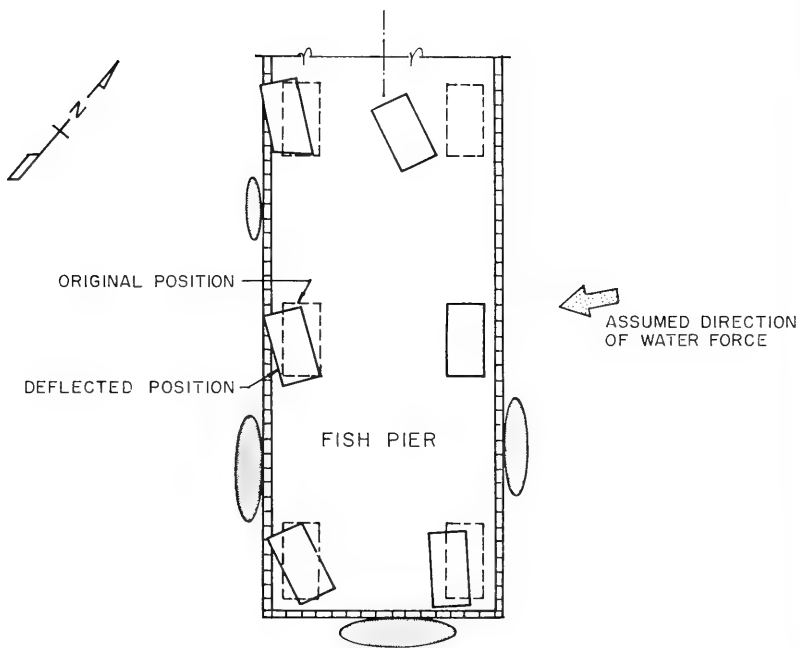 N
ORIGINAL POSITION
ASSUMED DIRECTION
OF WATER FORCE
DEFLECTED POSITION
FISH PIER